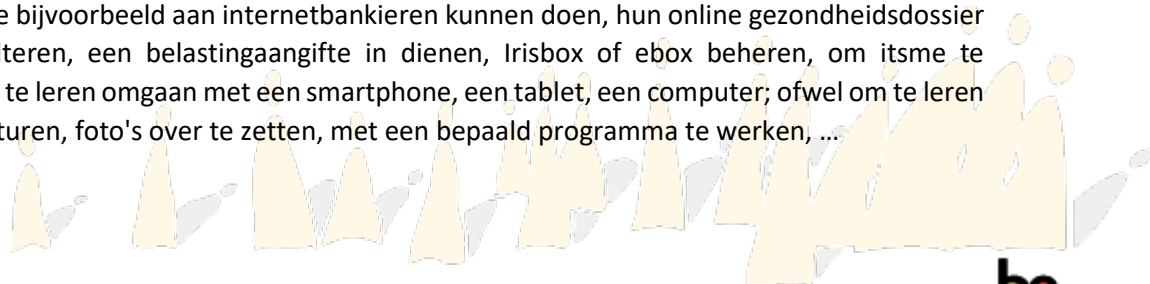 e bijvoorbeeld aan internetbankieren kunnen doen, hun online gezondheidsdossier
lteren, een belastingaangifte in dienen, Irisbox of ebox beheren, om itsme te
te leren omgaan met een smartphone, een tablet, een computer; ofwel om te leren
turen, foto's over te zetten, met een bepaald programma te werken, ...
be